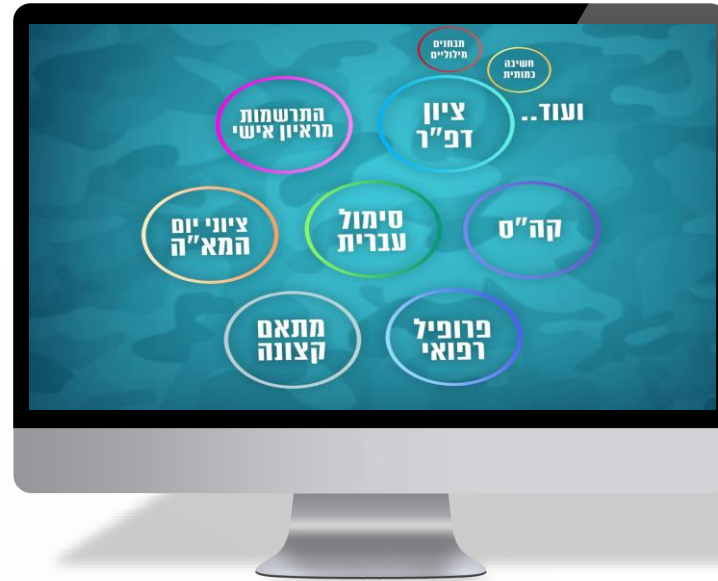 מבחנים
מילוליים
חשיבה
כמותית
ועוד..
ציון
דפ"ר
התרשמות
מראיון אישי
קה"ס
סימול
עברית
ציוני יום
המא"ה
פרופיל
רפואי
מתאם
קצונה